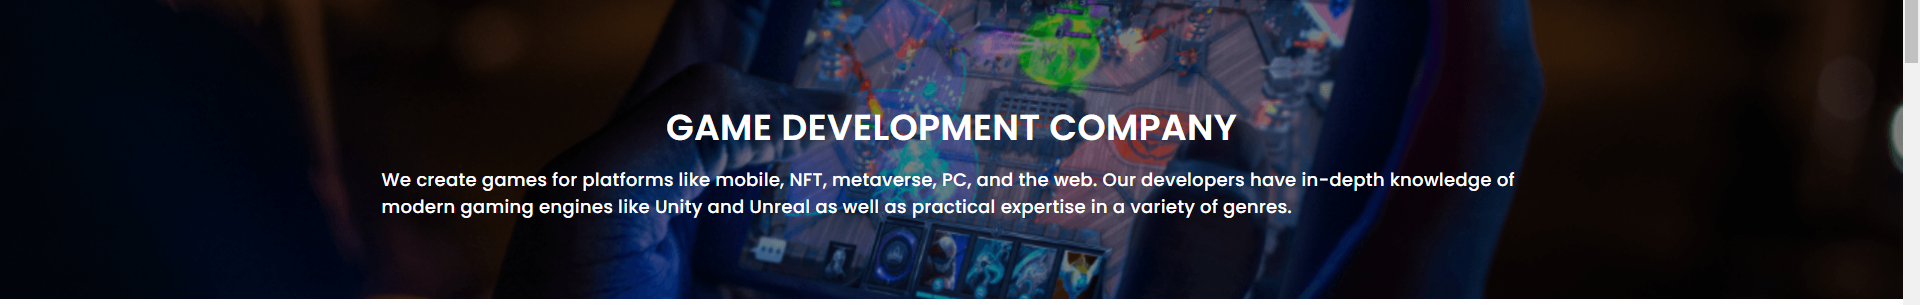 GAME DEVELOPMENT COMPANY
We create games for platforms like mobile, NFT, metaverse, PC, and the web. Our developers have in-depth knowledge of
modern gaming engines like Unity and Unreal as well as practical expertise in a variety of genres.